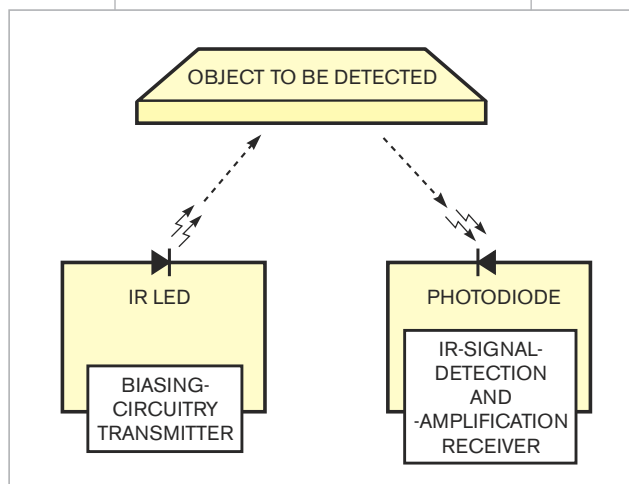 OBJECT TO BE DETECTED
IR LED
PHOTODIODE
BIASING-
CIRCUITRY
TRANSMITTER
IR-SIGNAL-
DETECTION
AND
-AMPLIFICATION
RECEIVER